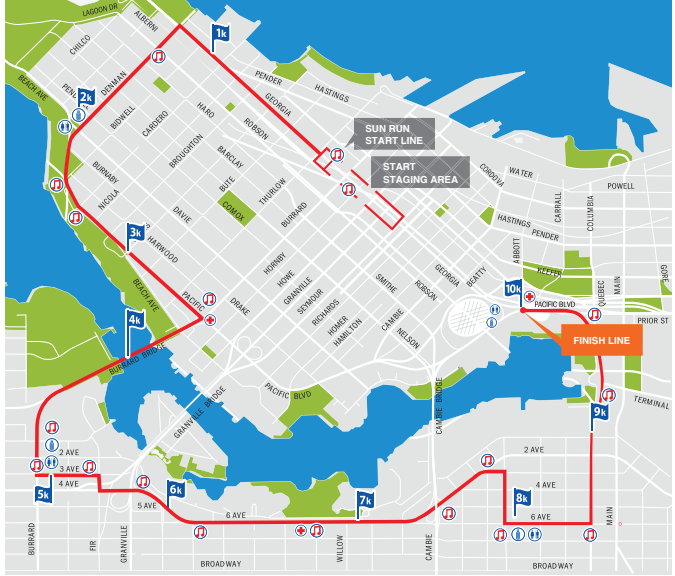 LAGOON DR
ALBERNI
1k
CHILCO
PENDER
HASTINGS
BEACH AVE
DENMAN
2k
GEORGIA
BIDWELL
HARO
CARDERO
ROBSON
SUN RUN
START LINE
BROUGHTON
BARCLAY
START
STAGING AREA
CORDOVA
WATER
POWELL
BURNABY
NICOLA
BUTE
THURLOW
COMOX
BURRARD
DAVIE
CARRALL
COLUMBIA
HASTINGS
PENDER
3k
HARWOOD
ABBOTT
HORNBY
HOWE
GRANVILLE
SEYMOUR
RICHARDS
HOMER
HAMILTON
SMITHE
ROBSON
GEORGIA
BEATTY
KEEFER
QUEBEC
MAIN
GORE
BEACH AVE
PACIFIC
DRAKE
10k
PACIFIC BLVD
PRIOR ST
4k
CAMBIE
NELSON
FINISH LINE
BURRARD BRIDGE
GRANVILLE BRIDGE
PACIFIC BLVD
CAMBIE BRIDGE
TERMINAL
9k
2 AVE
3 AVE
4 AVE
5k
5 AVE
6k
6 AVE
7k
2 AVE
4 AVE
8k
6 AVE
MAIN
BURRARD
FIR
GRANVILLE
WILLOW
CAMBIE
BROADWAY
BROADWAY